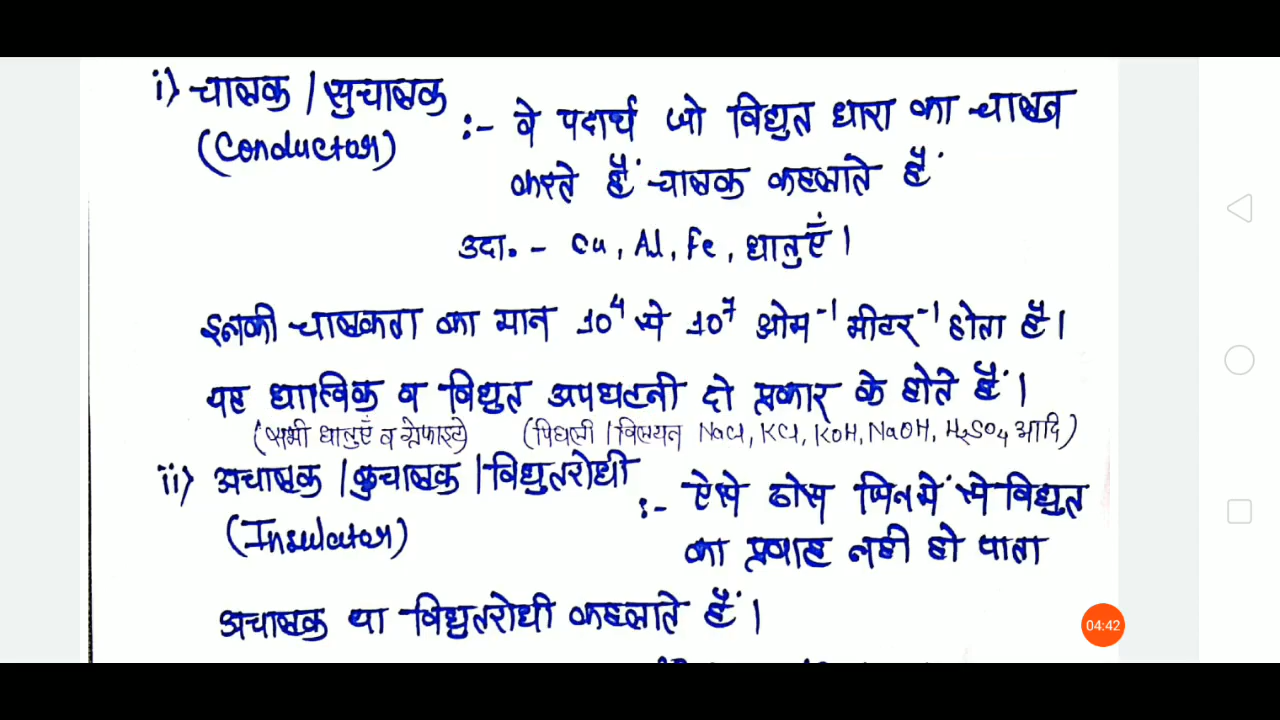 i) चालक / सुचालक
(Conductor)
:- वे पदार्थ जो विद्युत धारा का चालन
करते हैं चालक कहलाते हैं
उदा. - Cu, Al, Fe, धातुएँ।
इनकी चालकता का मान 10⁴ से 10⁷ ओम⁻¹ मीटर⁻¹ होता है।
यह धात्विक व विद्युत अपघटनी दो प्रकार के होते हैं।
(सभी धातुएँ व ग्रेफाइट) (पिघली / विलयन NaCl, KCl, KOH, NaOH, H₂SO₄ आदि)
ii) अचालक / कुचालक / विद्युतरोधी
(Insulator)
:- ऐसे ठोस जिनमें से विद्युत
का प्रवाह नही हो पाता
अचालक या विद्युतरोधी कहलाते हैं।
04:42